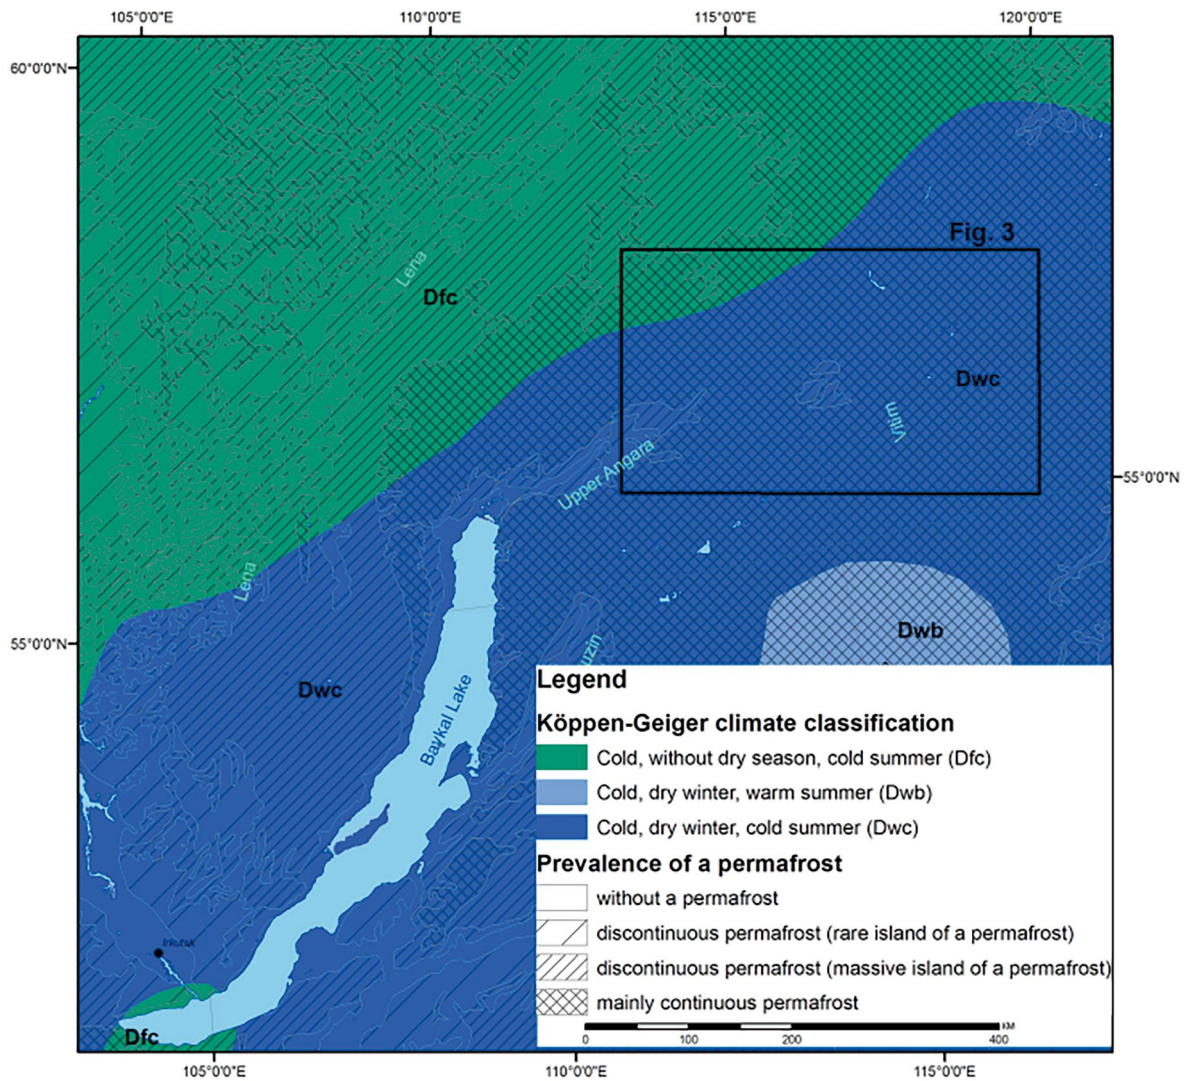 105°0'0"E 110°0'0"E 115°0'0"E 120°0'0"E
60°0'0"N
Fig. 3
Lena
Dfc
Dwc
Vitim
Upper Angara
55°0'0"N
Lena
Dwb
55°0'0"N
uzin
Dwc
Baykal Lake
Irkutsk
Dfc
Legend
Köppen-Geiger climate classification
Cold, without dry season, cold summer (Dfc)
Cold, dry winter, warm summer (Dwb)
Cold, dry winter, cold summer (Dwc)
Prevalence of a permafrost
without a permafrost
discontinuous permafrost (rare island of a permafrost)
discontinuous permafrost (massive island of a permafrost)
mainly continuous permafrost
KM
0 100 200 400
105°0'0"E 110°0'0"E 115°0'0"E